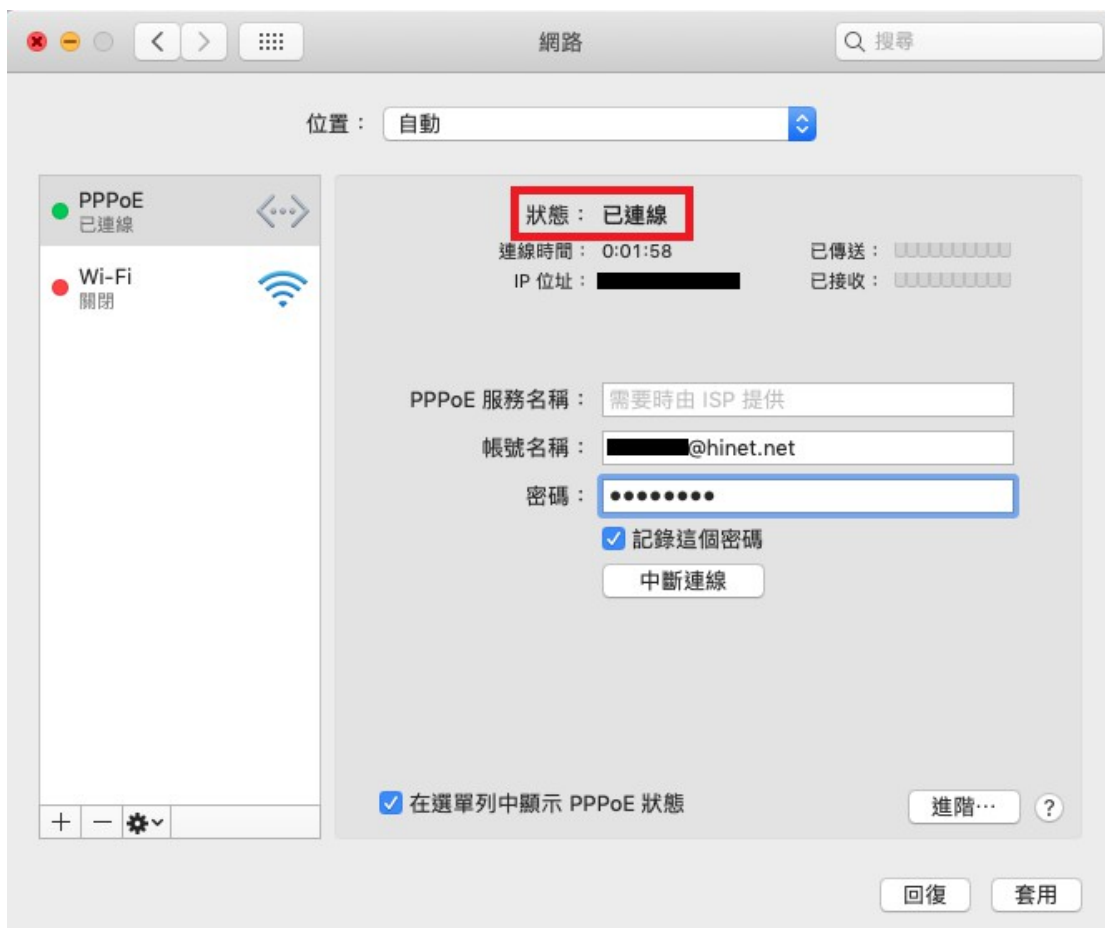 網路
搜尋
位置： 自動
PPPoE
已連線
Wi-Fi
關閉
狀態： 已連線
連線時間： 0:01:58 已傳送：
IP 位址： 已接收：
PPPoE 服務名稱： 需要時由 ISP 提供
帳號名稱： @hinet.net
密碼： ●●●●●●●●
記錄這個密碼
中斷連線
在選單列中顯示 PPPoE 狀態
進階⋯ ?
回復 套用